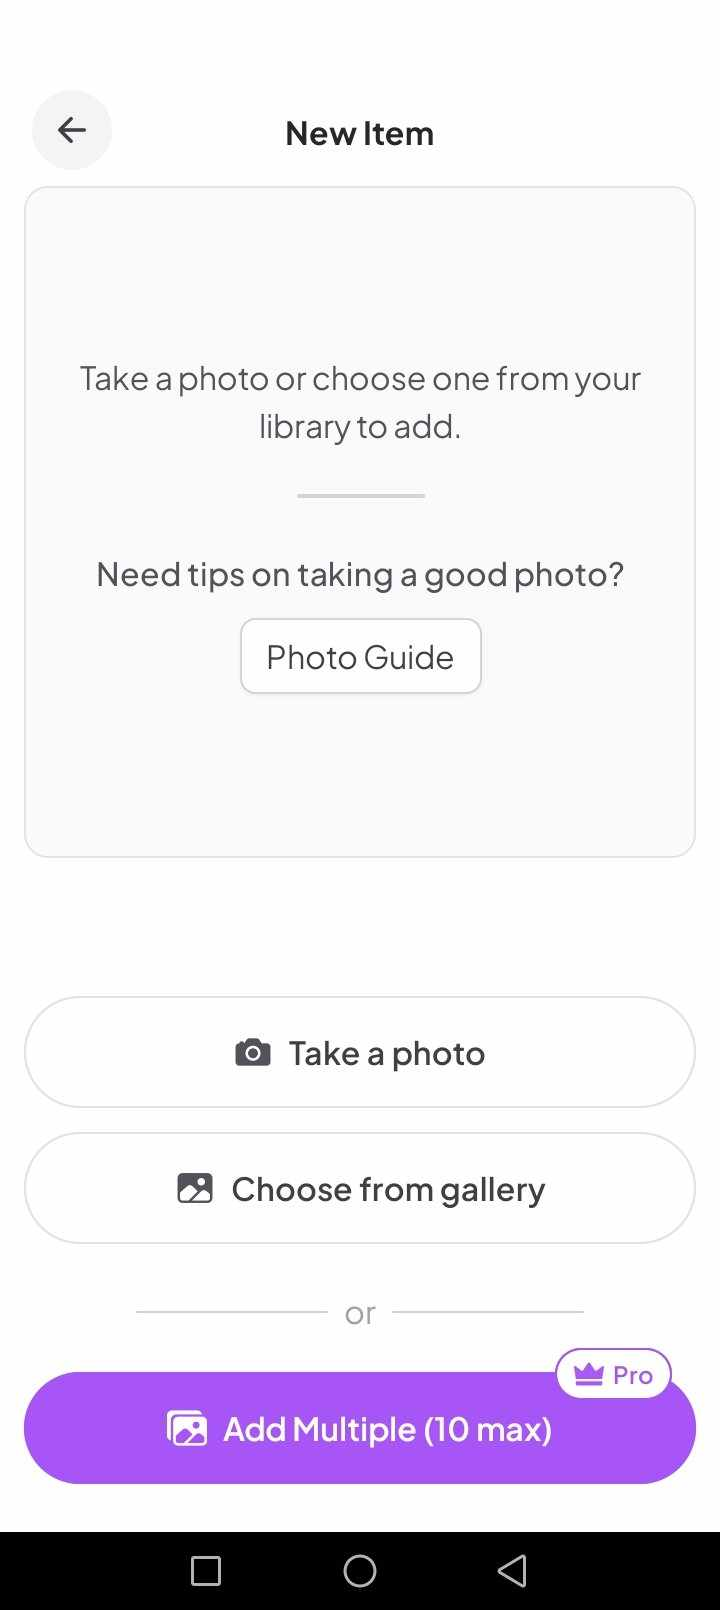 New Item
Take a photo or choose one from your
library to add.
Need tips on taking a good photo?
Photo Guide
Take a photo
Choose from gallery
or
Pro
Add Multiple (10 max)